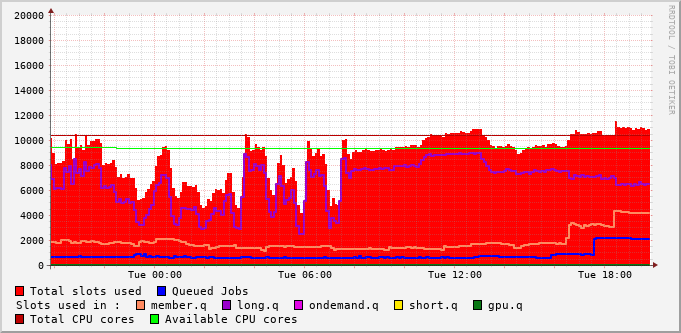 20000
18000
16000
14000
12000
10000
8000
6000
4000
2000
0
Tue 00:00 Tue 06:00 Tue 12:00 Tue 18:00
RRDTOOL / TOBI OETIKER
Total slots used Queued Jobs
Slots used in : member.q long.q ondemand.q short.q gpu.q
Total CPU cores Available CPU cores